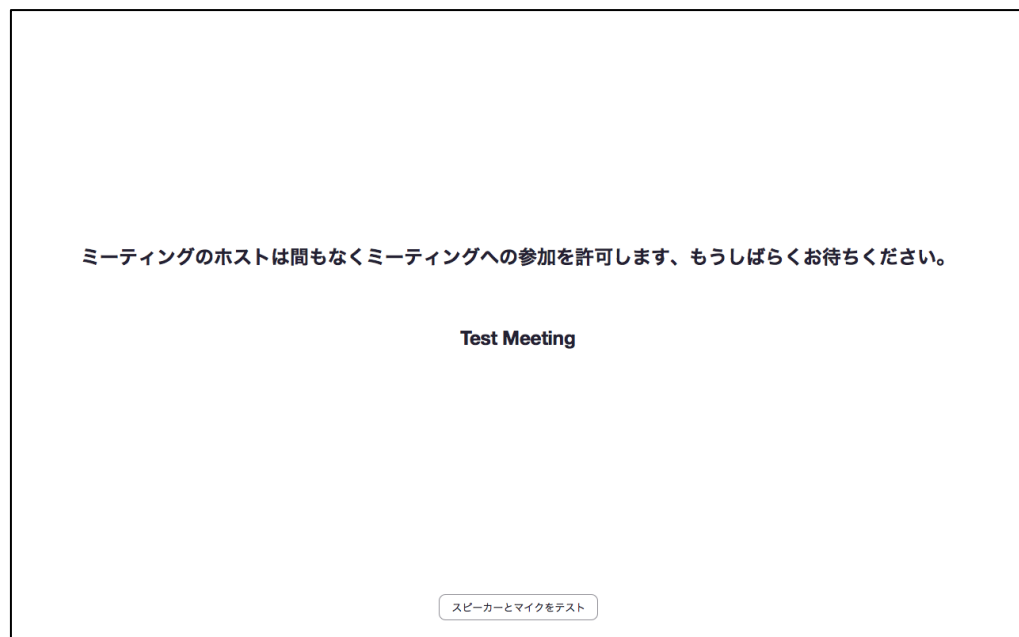 ミーティングのホストは間もなくミーティングへの参加を許可します、もうしばらくお待ちください。
Test Meeting
スピーカーとマイクをテスト